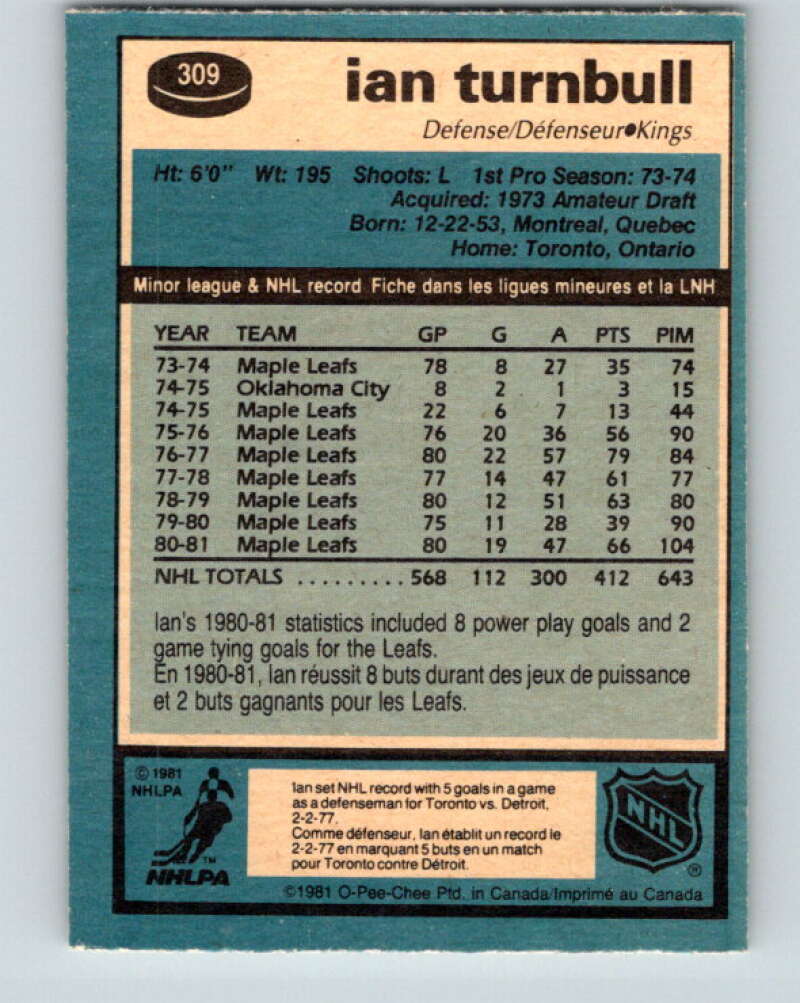 309
ian turnbull
Defense/Défenseur●Kings
Ht: 6'0" Wt: 195 Shoots: L 1st Pro Season: 73-74
Acquired: 1973 Amateur Draft
Born: 12-22-53, Montreal, Quebec
Home: Toronto, Ontario
Minor league & NHL record Fiche dans les ligues mineures et la LNH
YEAR TEAM GP G A PTS PIM
73-74 Maple Leafs 78 8 27 35 74
74-75 Oklahoma City 8 2 1 3 15
74-75 Maple Leafs 22 6 7 13 44
75-76 Maple Leafs 76 20 36 56 90
76-77 Maple Leafs 80 22 57 79 84
77-78 Maple Leafs 77 14 47 61 77
78-79 Maple Leafs 80 12 51 63 80
79-80 Maple Leafs 75 11 28 39 90
80-81 Maple Leafs 80 19 47 66 104
NHL TOTALS ......... 568 112 300 412 643
Ian's 1980-81 statistics included 8 power play goals and 2
game tying goals for the Leafs.
En 1980-81, Ian réussit 8 buts durant des jeux de puissance
et 2 buts gagnants pour les Leafs.
© 1981
NHLPA
TM
NHLPA
Ian set NHL record with 5 goals in a game
as a defenseman for Toronto vs. Detroit,
2-2-77.
Comme défenseur, Ian établit un record le
2-2-77 en marquant 5 buts en un match
pour Toronto contre Détroit.
NHL
®
©1981 O-Pee-Chee Ptd. in Canada/Imprimé au Canada